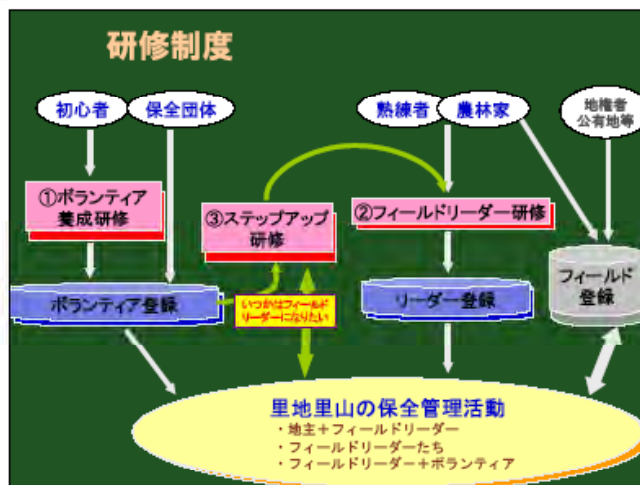 研修制度
初心者
保全団体
熟練者
農林家
地権者
公有地等
①ボランティア
養成研修
③ステップアップ
研修
②フィールドリーダー研修
フィールド
登録
ボランティア登録
いつかはフィールド
リーダーになりたい
リーダー登録
里地里山の保全管理活動
・地主＋フィールドリーダー
・フィールドリーダーたち
・フィールドリーダー＋ボランティア